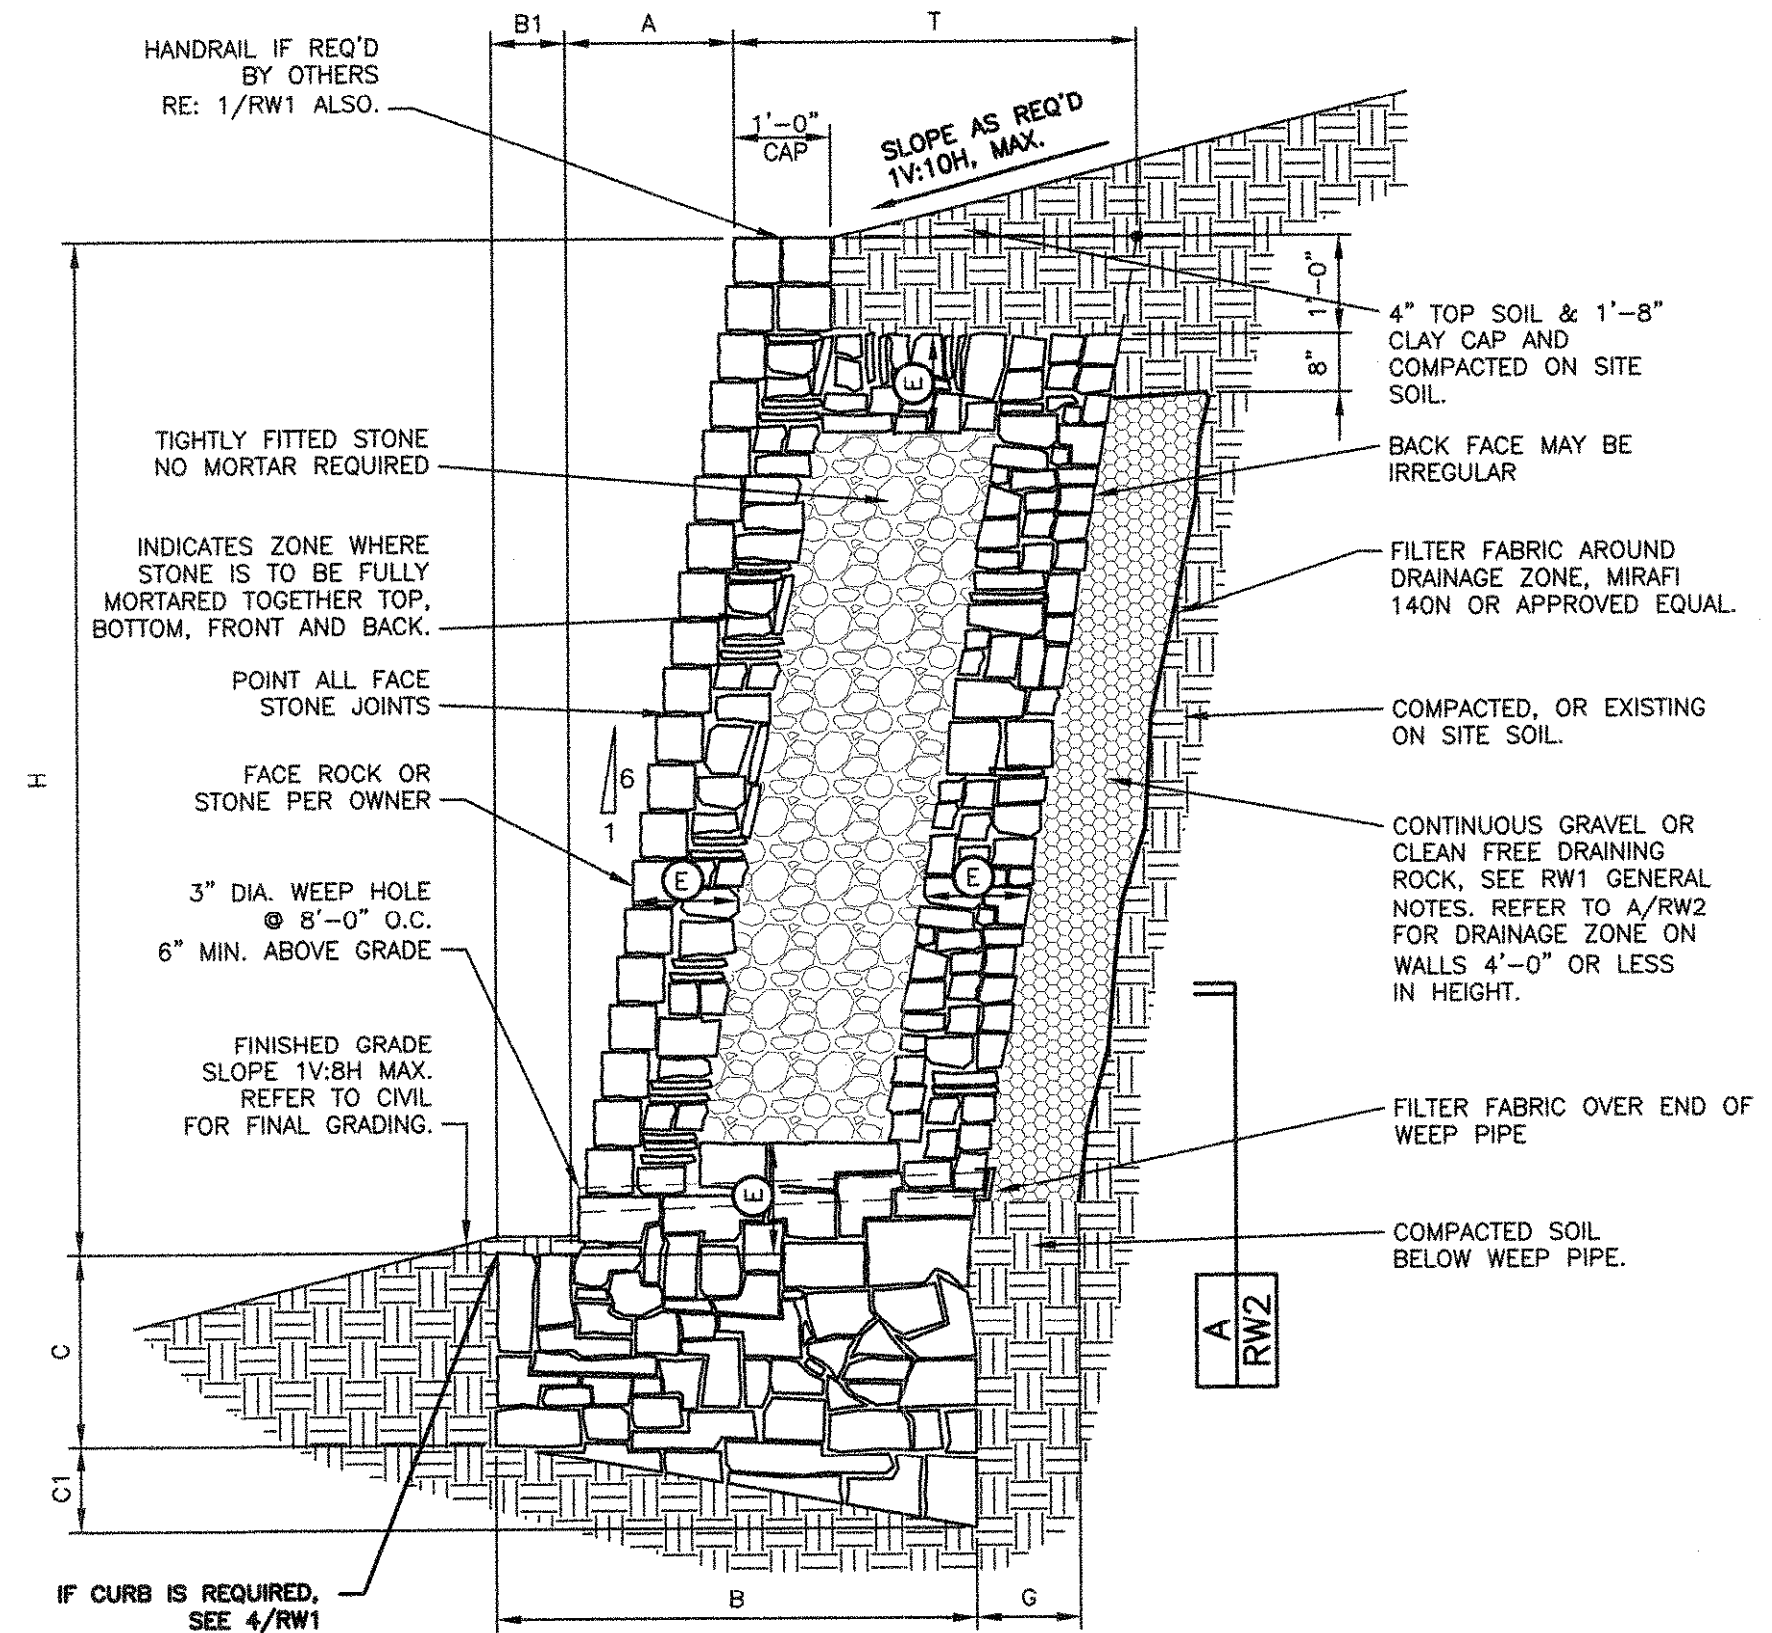 B1
A
T
HANDRAIL IF REQ'D
BY OTHERS
RE: 1/RW1 ALSO.
1'-0"
CAP
SLOPE AS REQ'D
1V:10H, MAX.
1'-0"
8"
4" TOP SOIL & 1'-8"
CLAY CAP AND
COMPACTED ON SITE
SOIL.
E
TIGHTLY FITTED STONE
NO MORTAR REQUIRED
BACK FACE MAY BE
IRREGULAR
INDICATES ZONE WHERE
STONE IS TO BE FULLY
MORTARED TOGETHER TOP,
BOTTOM, FRONT AND BACK.
FILTER FABRIC AROUND
DRAINAGE ZONE, MIRAFI
140N OR APPROVED EQUAL.
POINT ALL FACE
STONE JOINTS
COMPACTED, OR EXISTING
ON SITE SOIL.
H
6
1
FACE ROCK OR
STONE PER OWNER
CONTINUOUS GRAVEL OR
CLEAN FREE DRAINING
ROCK, SEE RW1 GENERAL
NOTES. REFER TO A/RW2
FOR DRAINAGE ZONE ON
WALLS 4'-0" OR LESS
IN HEIGHT.
E
E
3" DIA. WEEP HOLE
@ 8'-0" O.C.
6" MIN. ABOVE GRADE
FINISHED GRADE
SLOPE 1V:8H MAX.
REFER TO CIVIL
FOR FINAL GRADING.
FILTER FABRIC OVER END OF
WEEP PIPE
E
COMPACTED SOIL
BELOW WEEP PIPE.
A
RW2
C
C1
IF CURB IS REQUIRED,
SEE 4/RW1
B
G